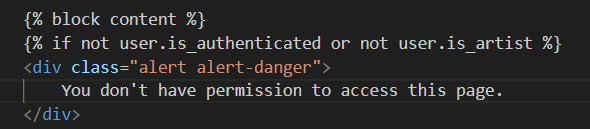 {% block content %}
{% if not user.is_authenticated or not user.is_artist %}
<div class="alert alert-danger">
    You don't have permission to access this page.
</div>